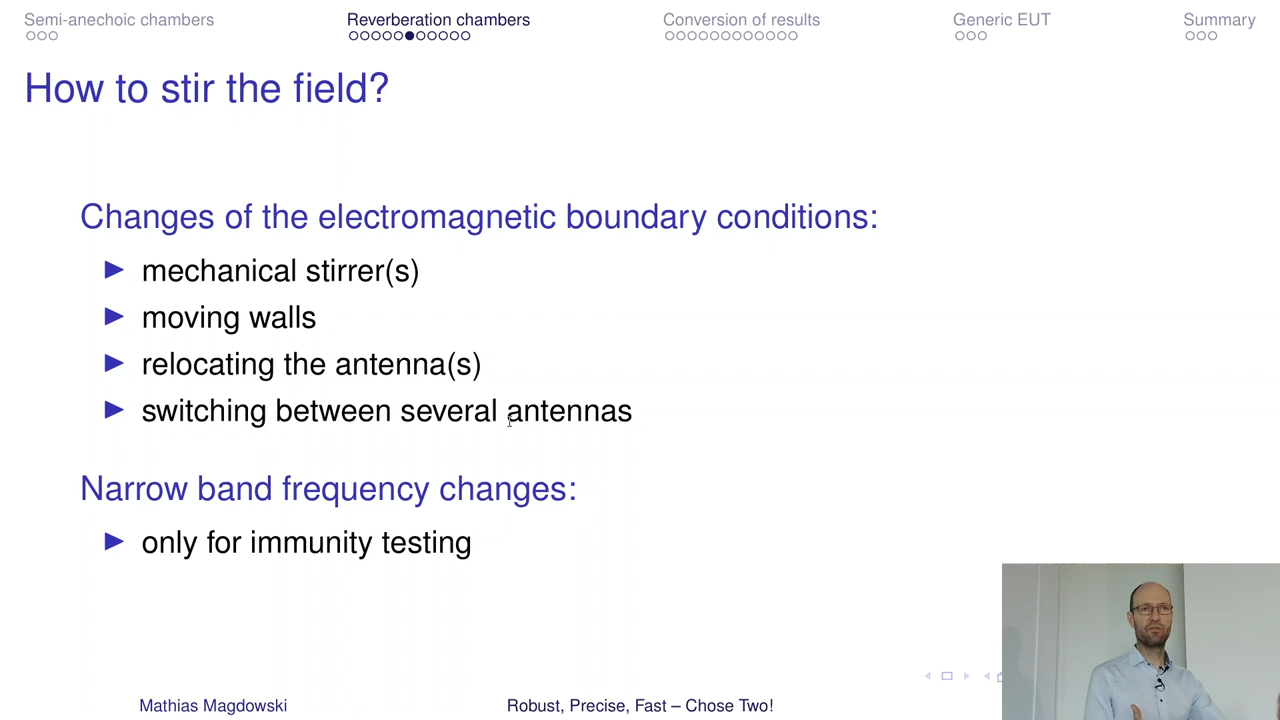 Semi-anechoic chambers Reverberation chambers Conversion of results Generic EUT Summary
How to stir the field?
Changes of the electromagnetic boundary conditions:
mechanical stirrer(s)
moving walls
relocating the antenna(s)
switching between several antennas
Narrow band frequency changes:
only for immunity testing
Mathias Magdowski Robust, Precise, Fast – Chose Two!